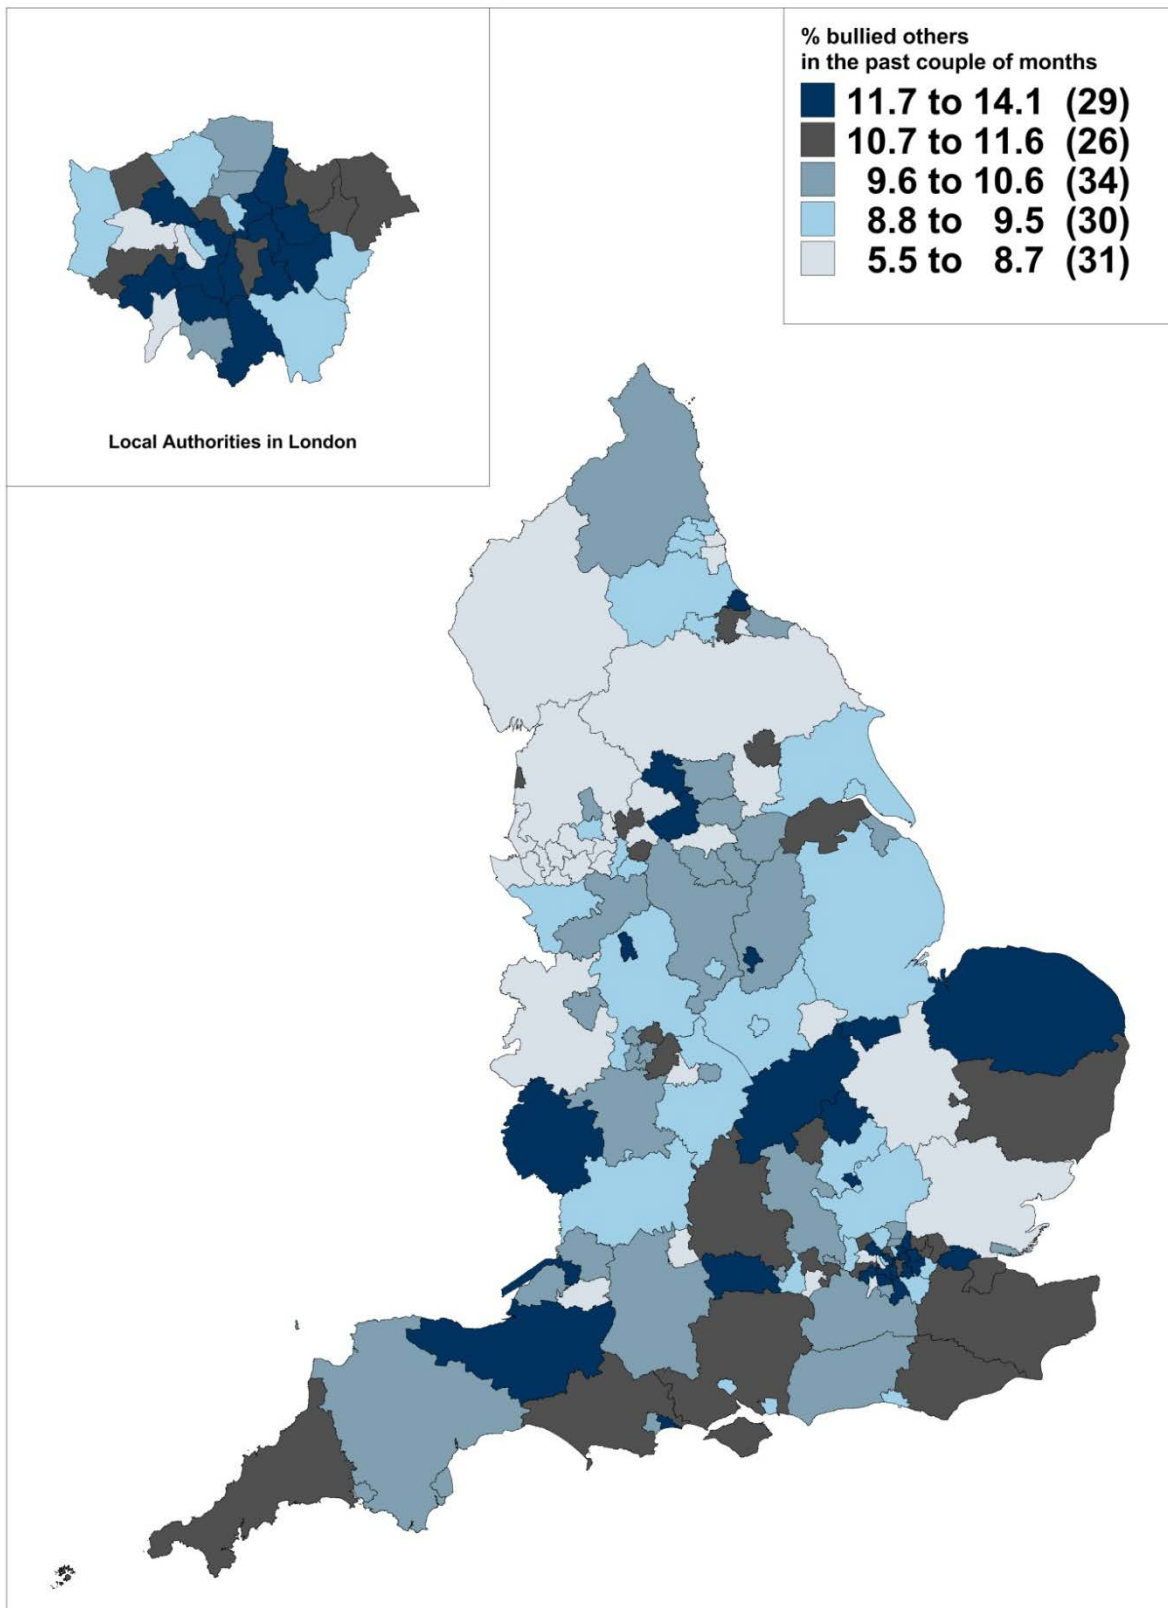 % bullied others
in the past couple of months
11.7 to 14.1 (29)
10.7 to 11.6 (26)
9.6 to 10.6 (34)
8.8 to 9.5 (30)
5.5 to 8.7 (31)
Local Authorities in London